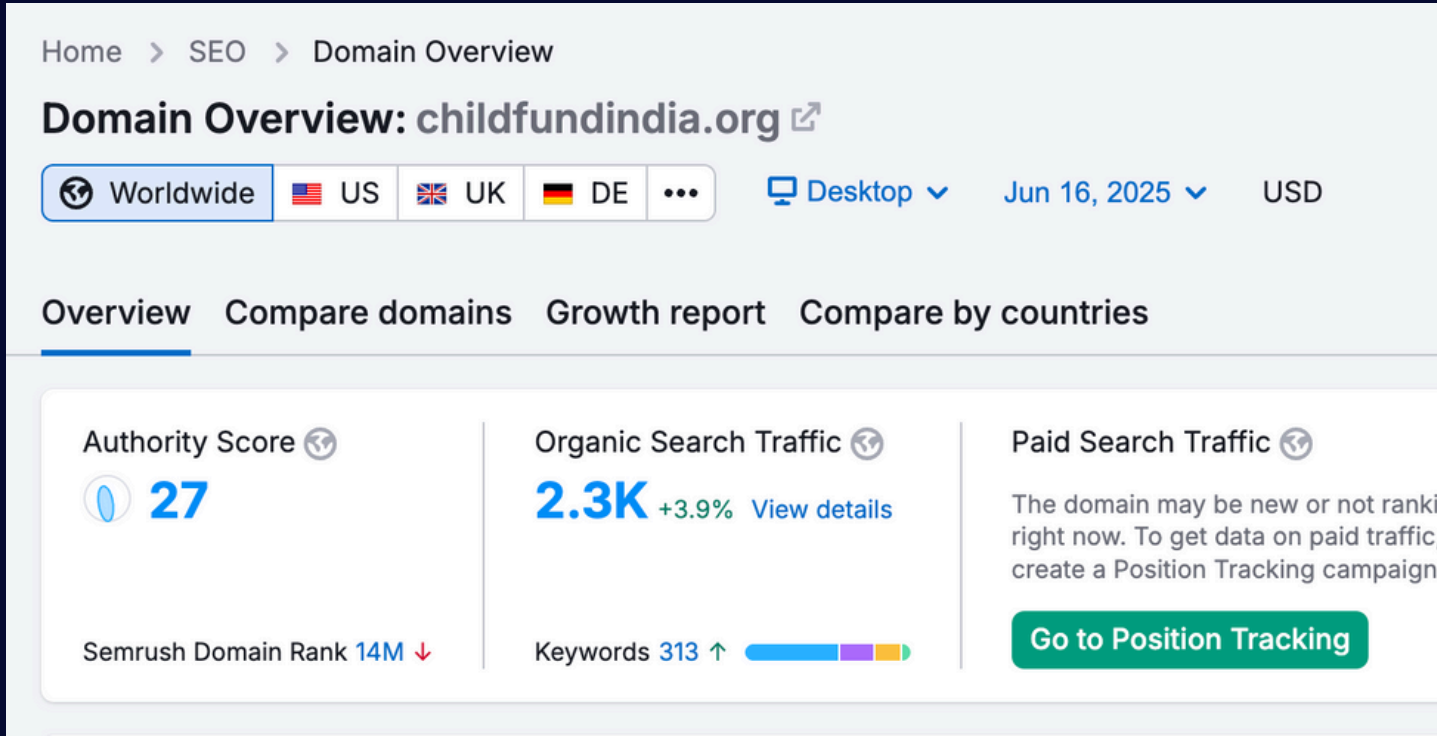 Home > SEO > Domain Overview
Domain Overview: childfundindia.org
Worldwide US UK DE ••• Desktop Jun 16, 2025 USD
Overview Compare domains Growth report Compare by countries
Authority Score
27
Semrush Domain Rank 14M ↓
Organic Search Traffic
2.3K +3.9% View details
Keywords 313 ↑
Paid Search Traffic
The domain may be new or not
right now. To get data on paid traffic,
create a Position Tracking campaign
Go to Position Tracking